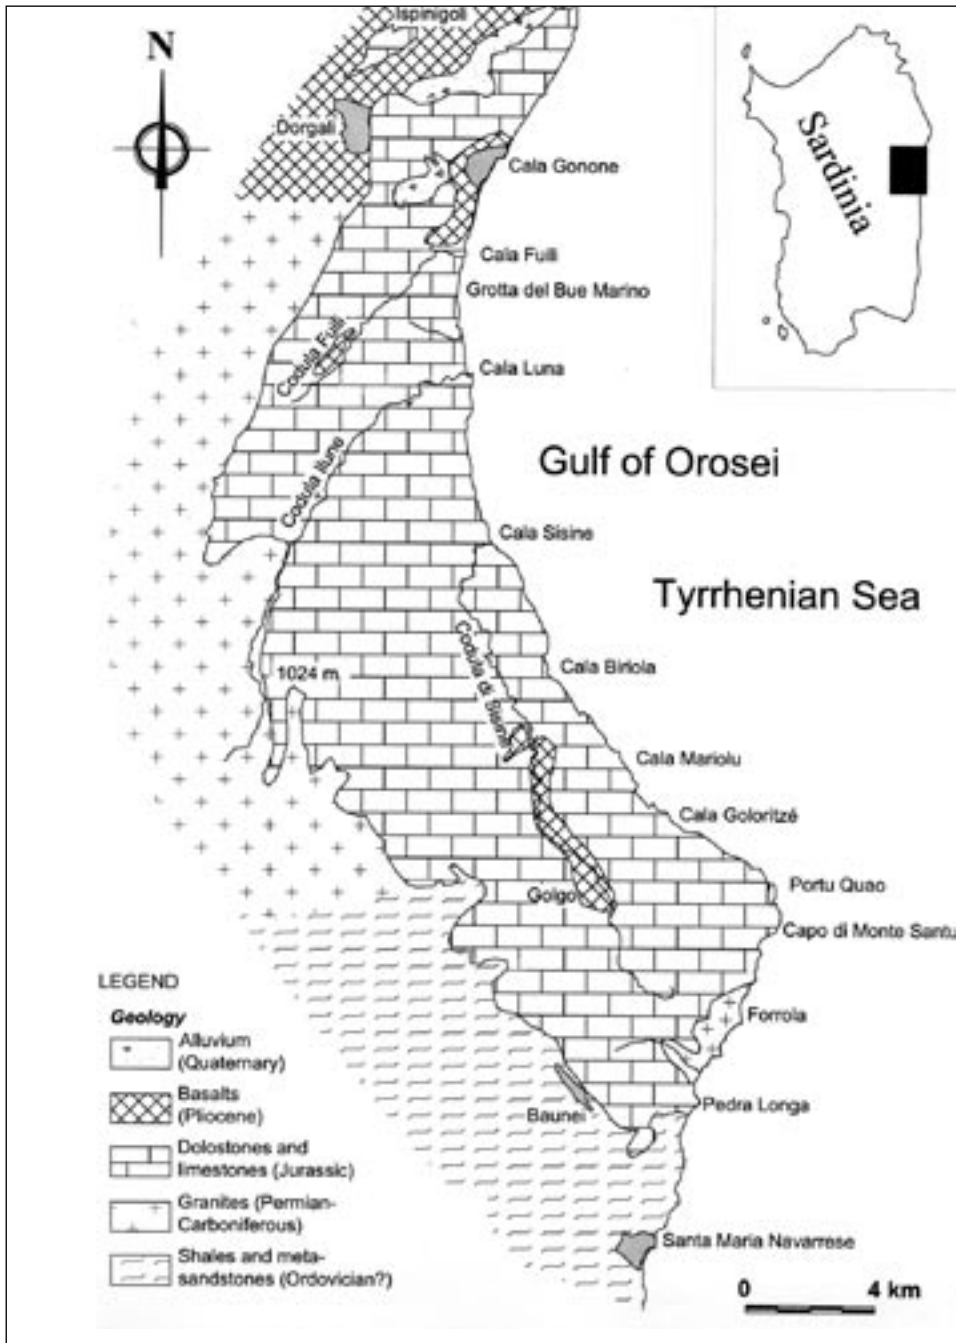 Ispinigoli
N
Dorgali
Cala Gonone
Sardinia
Cala Fuili
Grotta del Bue Marino
Codula Fuili
Cala Luna
Codula Ilune
Gulf of Orosei
Cala Sisine
Tyrrhenian Sea
Codula di Sisine
Cala Biriola
1024 m
Cala Mariolu
Cala Goloritzé
Portu Quao
Golgo
Capo di Monte Santu
Forrola
Pedra Longa
Baunei
Santa Maria Navarrese
LEGEND
Geology
Alluvium
(Quaternary)
Basalts
(Pliocene)
Dolostones and
limestones (Jurassic)
Granites (Permian-
Carboniferous)
Shales and meta-
sandstones (Ordovician?)
0 4 km